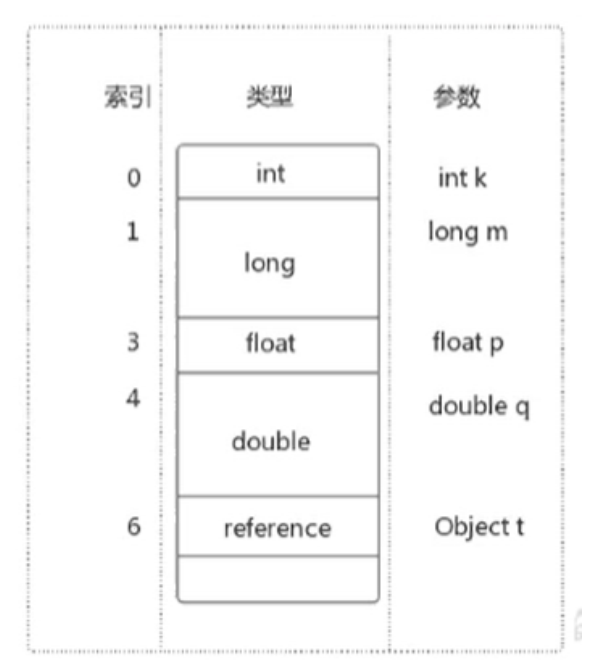 索引 类型 参数
0 int int k
1 long long m
3 float float p
4 double double q
6 reference Object t